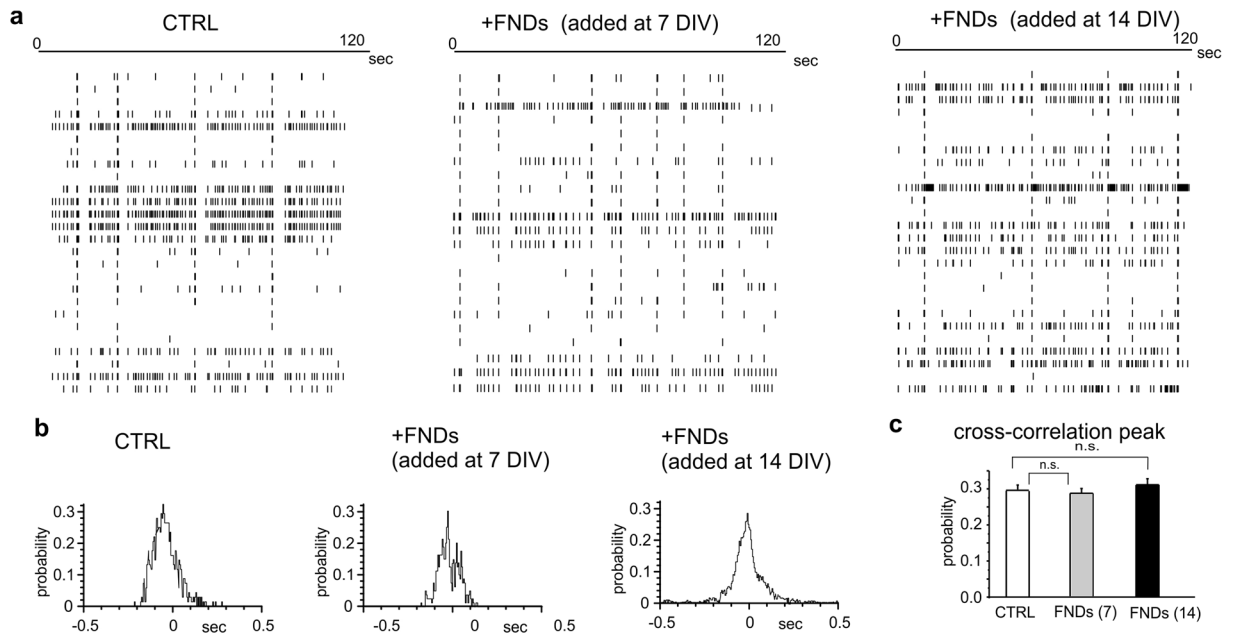 a
CTRL
+FNDs (added at 7 DIV)
+FNDs (added at 14 DIV)
0 120
sec
0 120
sec
0 120
sec
b
CTRL
+FNDs
(added at 7 DIV)
+FNDs
(added at 14 DIV)
probability
0.3
0.2
0.1
0
-0.5 0 sec 0.5
probability
0.3
0.2
0.1
0
-0.5 0 sec 0.5
probability
0.3
0.2
0.1
0
-0.5 0 sec 0.5
c
cross-correlation peak
n.s.
n.s.
probability
0.3
0.2
0.1
0.0
CTRL FNDs (7) FNDs (14)